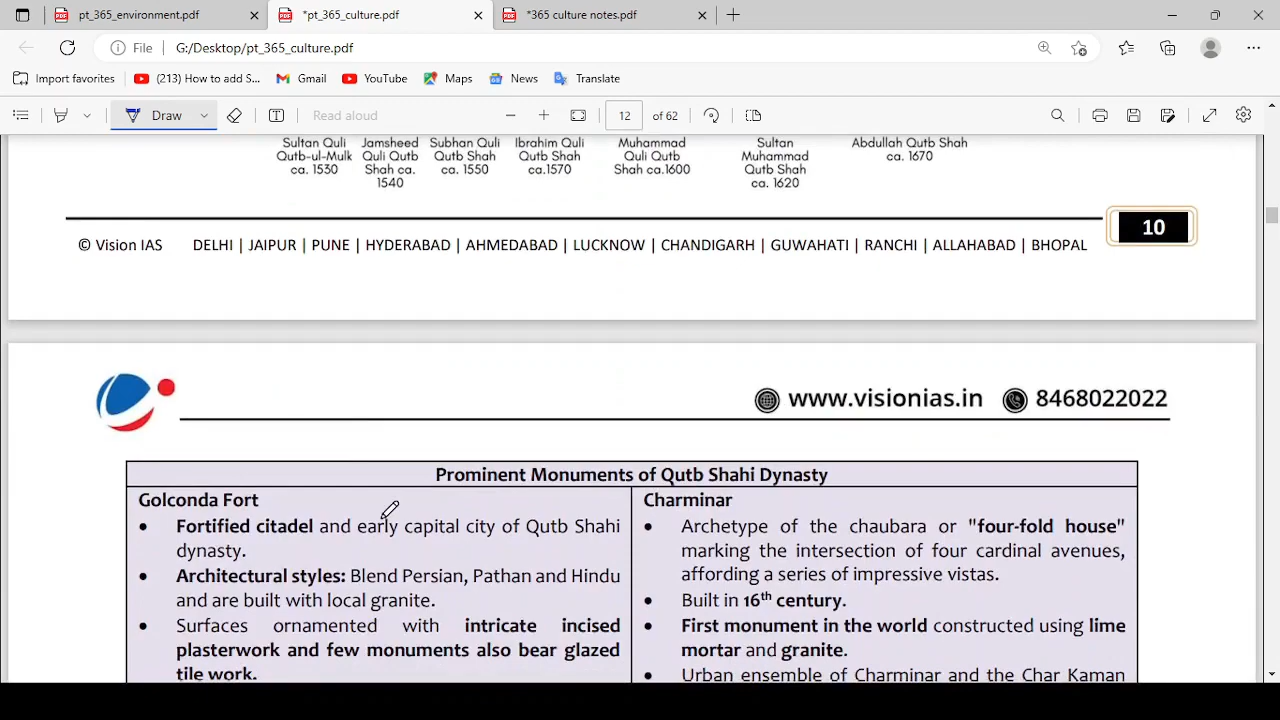 pt_365_environment.pdf
*pt_365_culture.pdf
*365 culture notes.pdf
File
G:/Desktop/pt_365_culture.pdf
Import favorites
(213) How to add S...
Gmail
YouTube
Maps
News
Translate
Draw
Read aloud
12
of 62
Sultan Quli
Qutb-ul-Mulk
ca. 1530
Jamsheed
Quli Qutb
Shah ca.
1540
Subhan Quli
Qutb Shah
ca. 1550
Ibrahim Quli
Qutb Shah
ca.1570
Muhammad
Quli Qutb
Shah ca.1600
Sultan
Muhammad
Qutb Shah
ca. 1620
Abdullah Qutb Shah
ca. 1670
10
© Vision IAS
DELHI | JAIPUR | PUNE | HYDERABAD | AHMEDABAD | LUCKNOW | CHANDIGARH | GUWAHATI | RANCHI | ALLAHABAD | BHOPAL
www.visionias.in
8468022022
Prominent Monuments of Qutb Shahi Dynasty
Golconda Fort
• Fortified citadel and early capital city of Qutb Shahi
dynasty.
• Architectural styles: Blend Persian, Pathan and Hindu
and are built with local granite.
• Surfaces ornamented with intricate incised
plasterwork and few monuments also bear glazed
tile work.
Charminar
• Archetype of the chaubara or "four-fold house"
marking the intersection of four cardinal avenues,
affording a series of impressive vistas.
• Built in 16th century.
• First monument in the world constructed using lime
mortar and granite.
• Urban ensemble of Charminar and the Char Kaman